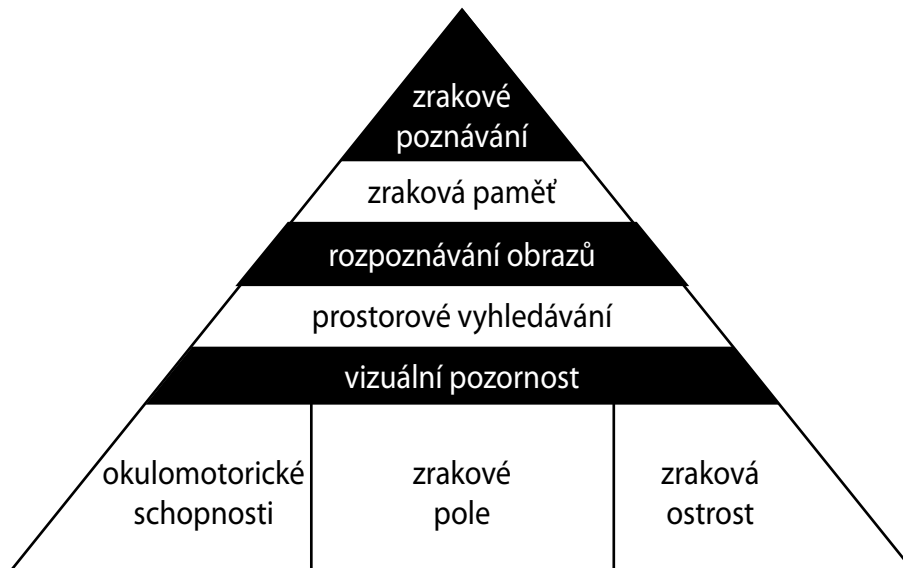 zrakové
poznávání
zraková paměť
rozpoznávání obrazů
prostorové vyhledávání
vizuální pozornost
okulomotorické
schopnosti
zrakové
pole
zraková
ostrost